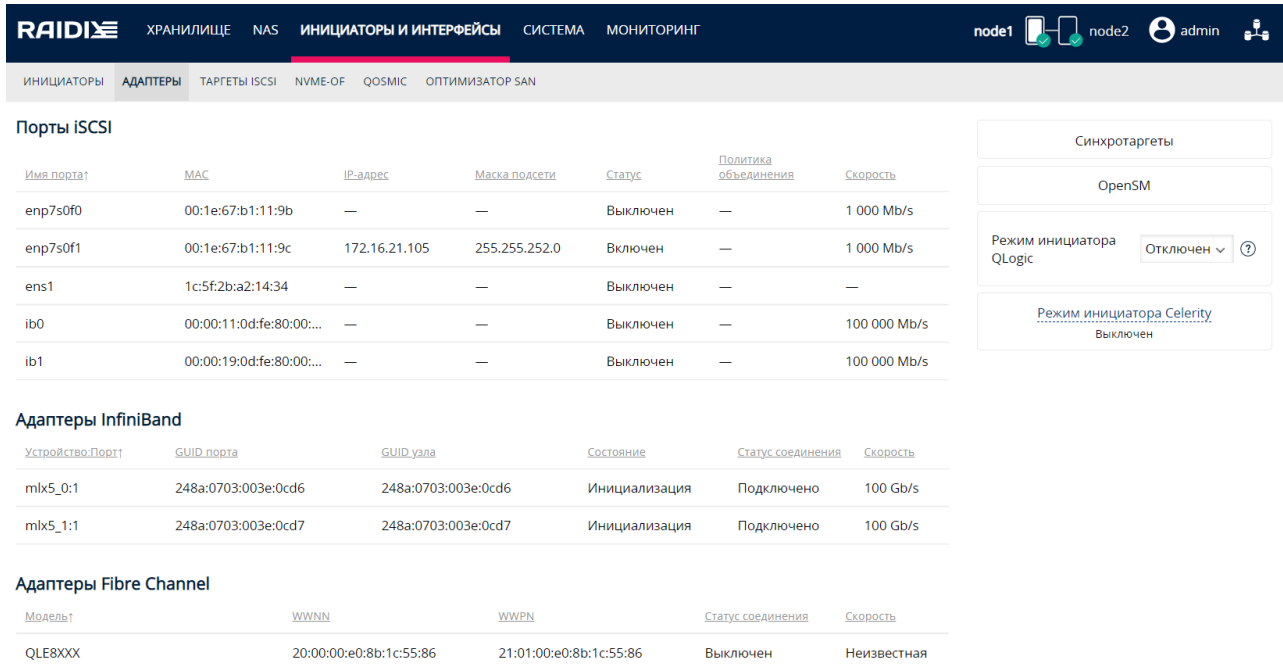 RAIDIX ХРАНИЛИЩЕ NAS ИНИЦИАТОРЫ И ИНТЕРФЕЙСЫ СИСТЕМА МОНИТОРИНГ node1 node2 admin
ИНИЦИАТОРЫ АДАПТЕРЫ ТАРГЕТЫ ISCSI NVME-OF QOSMIC ОПТИМИЗАТОР SAN
Порты iSCSI
Имя порта↑ MAC IP-адрес Маска подсети Статус Политика объединения Скорость
enp7s0f0 00:1e:67:b1:11:9b — — Выключен — 1 000 Mb/s
enp7s0f1 00:1e:67:b1:11:9c 172.16.21.105 255.255.252.0 Включен — 1 000 Mb/s
ens1 1c:5f:2b:a2:14:34 — — Выключен — —
ib0 00:00:11:0d:fe:80:00:... — — Выключен — 100 000 Mb/s
ib1 00:00:19:0d:fe:80:00:... — — Выключен — 100 000 Mb/s
Адаптеры InfiniBand
Устройство:Порт↑ GUID порта GUID узла Состояние Статус соединения Скорость
mlx5_0:1 248a:0703:003e:0cd6 248a:0703:003e:0cd6 Инициализация Подключено 100 Gb/s
mlx5_1:1 248a:0703:003e:0cd7 248a:0703:003e:0cd7 Инициализация Подключено 100 Gb/s
Адаптеры Fibre Channel
Модель↑ WWNN WWPN Статус соединения Скорость
QLE8XXX 20:00:00:e0:8b:1c:55:86 21:01:00:e0:8b:1c:55:86 Выключен Неизвестная
Синхротаргеты
OpenSM
Режим инициатора
QLogic
Отключен ?
Режим инициатора Celerity
Выключен